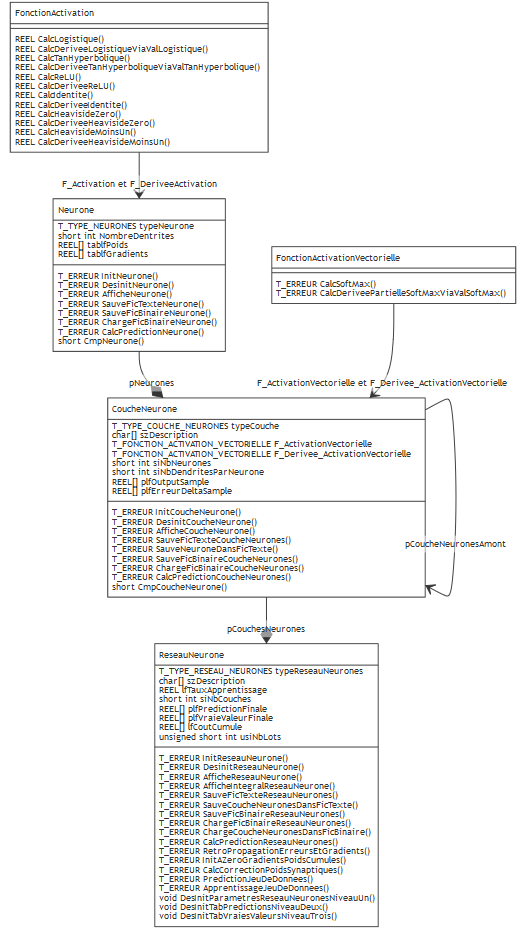 FonctionActivation
REEL CalcLogistique()
REEL CalcDeriveeLogistiqueViaValLogistique()
REEL CalcTanHyperbolique()
REEL CalcDeriveeTanHyperboliqueViaValTanHyperbolique()
REEL CalcReLU()
REEL CalcDeriveeReLU()
REEL CalcIdentite()
REEL CalcDeriveeIdentite()
REEL CalcHeavisideZero()
REEL CalcDeriveeHeavisideZero()
REEL CalcHeavisideMoinsUn()
REEL CalcDeriveeHeavisideMoinsUn()
F_Activation et F_DeriveeActivation
Neurone
T_TYPE_NEURONES typeNeurone
short int NombreDentrites
REEL[] tablfPoids
REEL[] tablfGradients
T_ERREUR InitNeurone()
T_ERREUR DesinitNeurone()
T_ERREUR AfficheNeurone()
T_ERREUR SauveFicTexteNeurone()
T_ERREUR SauveFicBinaireNeurone()
T_ERREUR ChargeFicBinaireNeurone()
T_ERREUR CalcPredictionNeurone()
short CmpNeurone()
FonctionActivationVectorielle
T_ERREUR CalcSoftMax()
T_ERREUR CalcDeriveePartielleSoftMaxViaValSoftMax()
pNeurones
F_ActivationVectorielle et F_Derivee_ActivationVectorielle
CoucheNeurone
T_TYPE_COUCHE_NEURONES typeCouche
char[] szDescription
T_FONCTION_ACTIVATION_VECTORIELLE F_ActivationVectorielle
T_FONCTION_ACTIVATION_VECTORIELLE F_Derivee_ActivationVectorielle
short int siNbNeurones
short int siNbDendritesParNeurone
REEL[] plfOutputSample
REEL[] plfErreurDeltaSample
T_ERREUR InitCoucheNeurone()
T_ERREUR DesinitCoucheNeurone()
T_ERREUR AfficheCoucheNeurone()
T_ERREUR SauveFicTexteCoucheNeurones()
T_ERREUR SauveNeuroneDansFicTexte()
T_ERREUR SauveFicBinaireCoucheNeurones()
T_ERREUR ChargeFicBinaireCoucheNeurones()
T_ERREUR CalcPredictionCoucheNeurones()
short CmpCoucheNeurone()
pCoucheNeuronesAmont
pCouchesNeurones
ReseauNeurone
T_TYPE_RESEAU_NEURONES typeReseauNeurones
char[] szDescription
REEL lfTauxApprentissage
short int siNbCouches
REEL[] plfPredictionFinale
REEL[] plfVraieValeurFinale
REEL[] lfCoutCumule
unsigned short int usiNbLots
T_ERREUR InitReseauNeurone()
T_ERREUR DesinitReseauNeurone()
T_ERREUR AfficheReseauNeurone()
T_ERREUR AfficheIntegralReseauNeurone()
T_ERREUR SauveFicTexteReseauNeurones()
T_ERREUR SauveCoucheNeuronesDansFicTexte()
T_ERREUR SauveFicBinaireReseauNeurones()
T_ERREUR ChargeFicBinaireReseauNeurones()
T_ERREUR ChargeCoucheNeuronesDansFicBinaire()
T_ERREUR CalcPredictionReseauNeurones()
T_ERREUR RetroPropagationErreursEtGradients()
T_ERREUR InitAZeroGradientsPoidsCumules()
T_ERREUR CalcCorrectionPoidsSynaptiques()
T_ERREUR PredictionJeuDeDonnees()
T_ERREUR ApprentissageJeuDeDonnees()
void DesInitParametresReseauNeuronesNiveauUn()
void DesInitTabPredictionsNiveauDeux()
void DesInitTabVraiesValeursNiveauTrois()